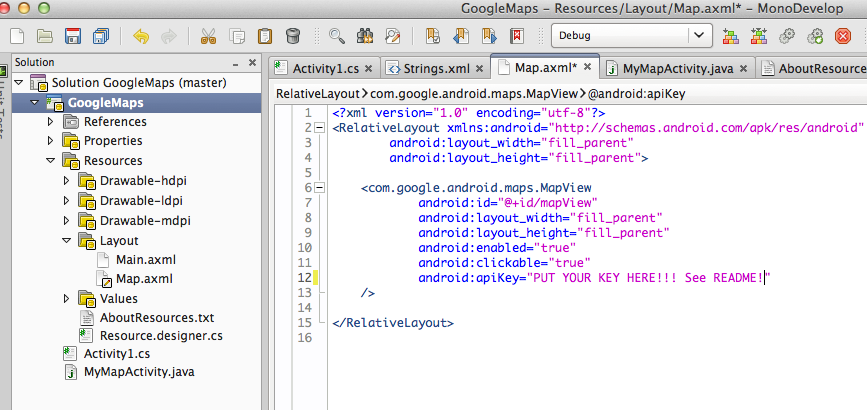 GoogleMaps – Resources/Layout/Map.axml* – MonoDevelop
Debug
Solution
Unit Tests
Solution GoogleMaps (master)
GoogleMaps
References
Properties
Resources
Drawable-hdpi
Drawable-ldpi
Drawable-mdpi
Layout
Main.axml
Map.axml
Values
AboutResources.txt
Resource.designer.cs
Activity1.cs
MyMapActivity.java
Activity1.cs
Strings.xml
Map.axml*
MyMapActivity.java
AboutResource
RelativeLayout > com.google.android.maps.MapView > @android:apiKey
1 <?xml version="1.0" encoding="utf-8"?>
2 <RelativeLayout xmlns:android="http://schemas.android.com/apk/res/android"
3 android:layout_width="fill_parent"
4 android:layout_height="fill_parent">
5
6 <com.google.android.maps.MapView
7 android:id="@+id/mapView"
8 android:layout_width="fill_parent"
9 android:layout_height="fill_parent"
10 android:enabled="true"
11 android:clickable="true"
12 android:apiKey="PUT YOUR KEY HERE!!! See README!"
13 />
14
15 </RelativeLayout>
16